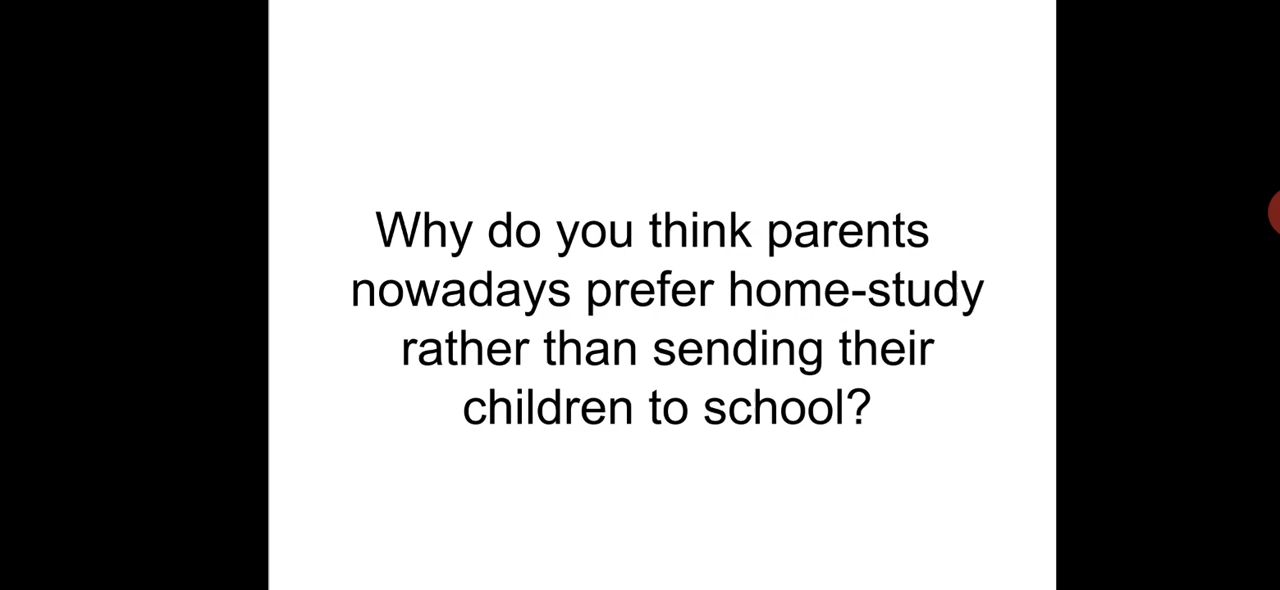 Why do you think parents
nowadays prefer home-study
rather than sending their
children to school?